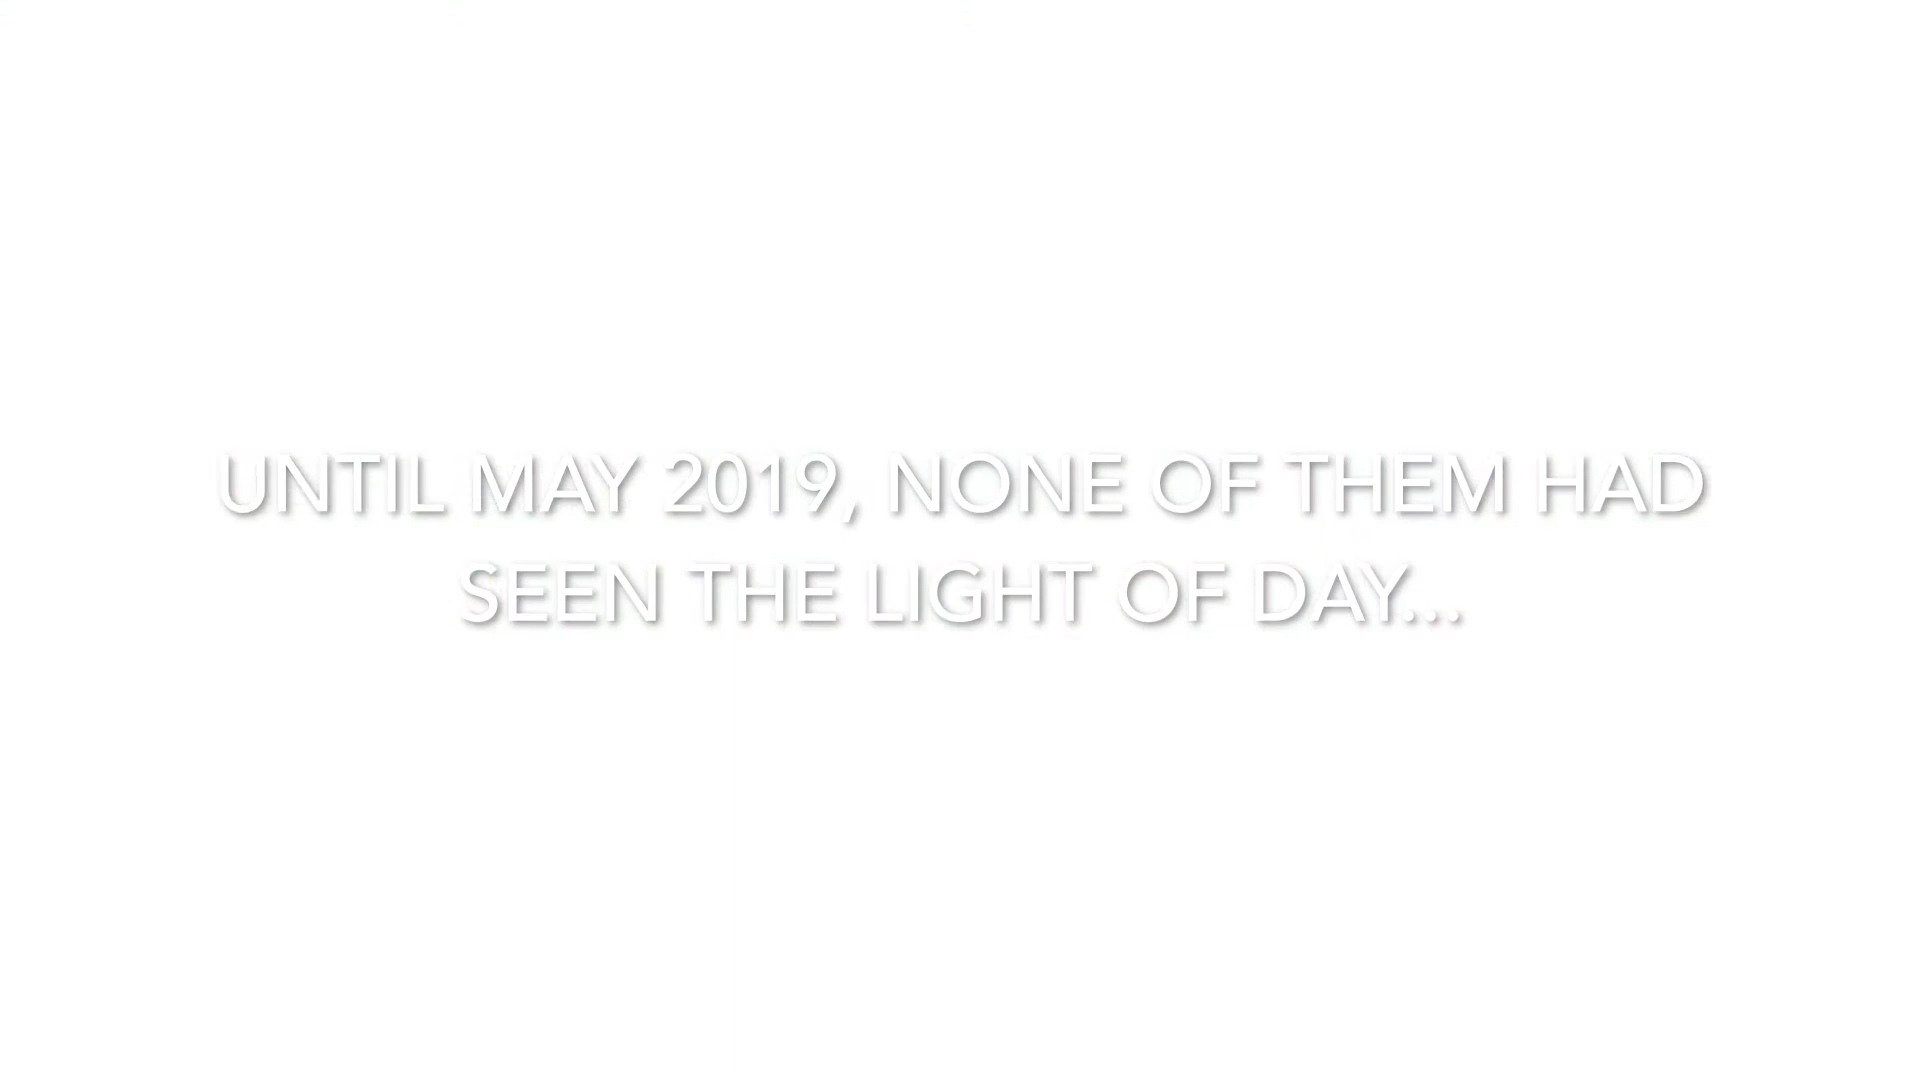 UNTIL MAY 2019, NONE OF THEM HAD
SEEN THE LIGHT OF DAY...